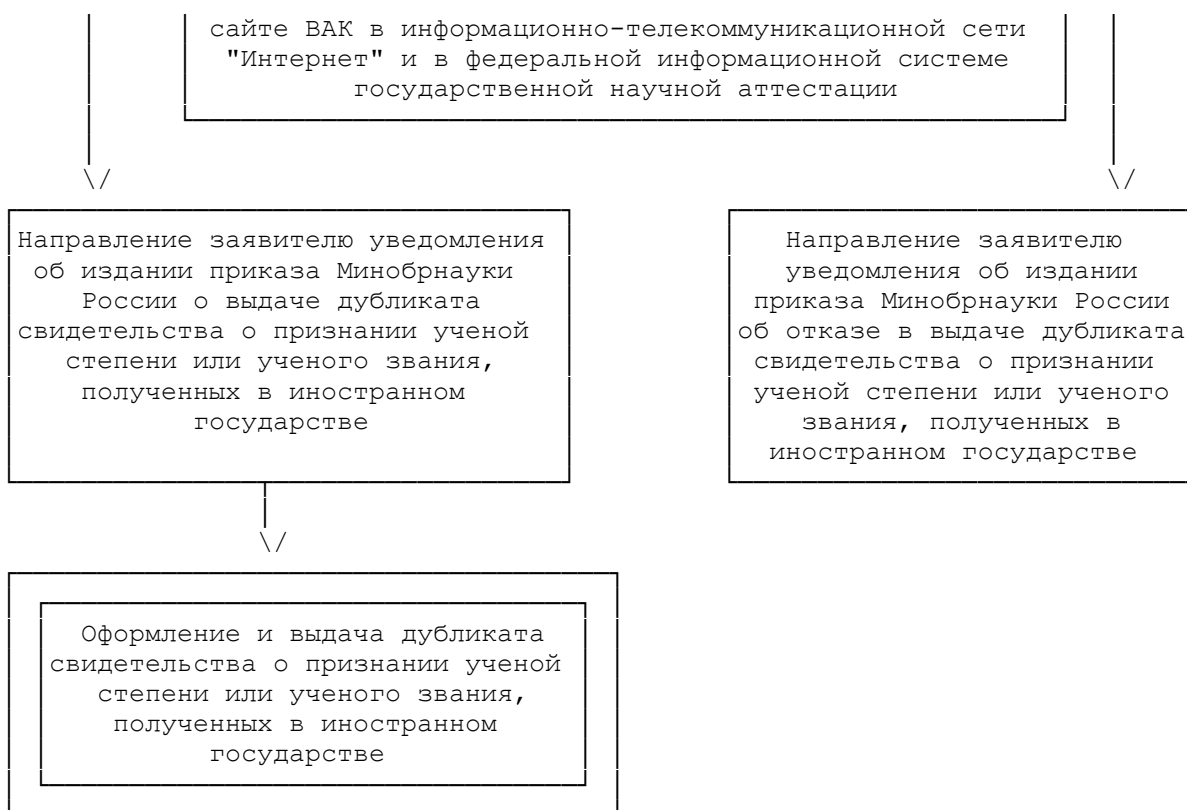 сайте ВАК в информационно-телекоммуникационной сети
"Интернет" и в федеральной информационной системе
государственной научной аттестации
Направление заявителю уведомления
об издании приказа Минобрнауки
России о выдаче дубликата
свидетельства о признании ученой
степени или ученого звания,
полученных в иностранном
государстве
Направление заявителю
уведомления об издании
приказа Минобрнауки России
об отказе в выдаче дубликата
свидетельства о признании
ученой степени или ученого
звания, полученных в
иностранном государстве
Оформление и выдача дубликата
свидетельства о признании ученой
степени или ученого звания,
полученных в иностранном
государстве